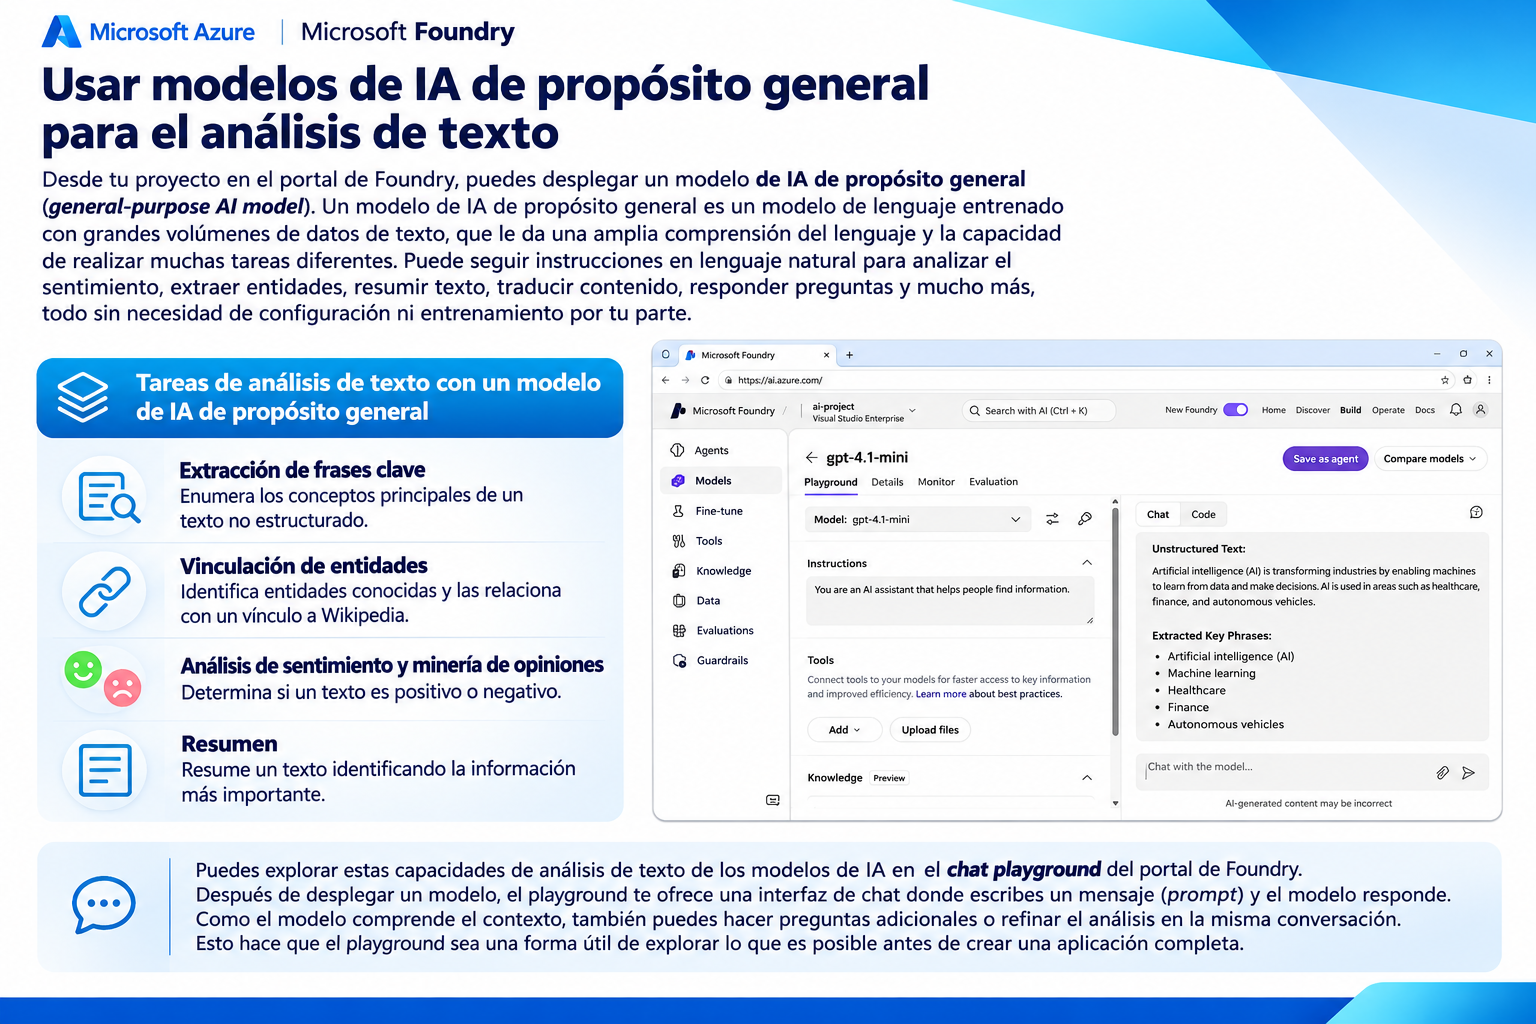 Microsoft Azure | Microsoft Foundry
Usar modelos de IA de propósito general
para el análisis de texto
Desde tu proyecto en el portal de Foundry, puedes desplegar un modelo de IA de propósito general
(general-purpose AI model). Un modelo de IA de propósito general es un modelo de lenguaje entrenado
con grandes volúmenes de datos de texto, que le da una amplia comprensión del lenguaje y la capacidad
de realizar muchas tareas diferentes. Puede seguir instrucciones en lenguaje natural para analizar el
sentimiento, extraer entidades, resumir texto, traducir contenido, responder preguntas y mucho más,
todo sin necesidad de configuración ni entrenamiento por tu parte.
Tareas de análisis de texto con un modelo
de IA de propósito general
Extracción de frases clave
Enumera los conceptos principales de un
texto no estructurado.
Vinculación de entidades
Identifica entidades conocidas y las relaciona
con un vínculo a Wikipedia.
Análisis de sentimiento y minería de opiniones
Determina si un texto es positivo o negativo.
Resumen
Resume un texto identificando la información
más importante.
Microsoft Foundry
https://ai.azure.com/
Microsoft Foundry /
ai-project
Visual Studio Enterprise
Search with AI (Ctrl + K)
New Foundry
Home
Discover
Build
Operate
Docs
Agents
Models
Fine-tune
Tools
Knowledge
Data
Evaluations
Guardrails
gpt-4.1-mini
Save as agent
Compare models
Playground
Details
Monitor
Evaluation
Model: gpt-4.1-mini
Instructions
You are an AI assistant that helps people find information.
Tools
Connect tools to your models for faster access to key information
and improved efficiency. Learn more about best practices.
Add
Upload files
Knowledge Preview
Chat
Code
Unstructured Text:
Artificial intelligence (AI) is transforming industries by enabling machines
to learn from data and make decisions. AI is used in areas such as healthcare,
finance, and autonomous vehicles.
Extracted Key Phrases:
• Artificial intelligence (AI)
• Machine learning
• Healthcare
• Finance
• Autonomous vehicles
Chat with the model...
AI-generated content may be incorrect
Puedes explorar estas capacidades de análisis de texto de los modelos de IA en el chat playground del portal de Foundry.
Después de desplegar un modelo, el playground te ofrece una interfaz de chat donde escribes un mensaje (prompt) y el modelo responde.
Como el modelo comprende el contexto, también puedes hacer preguntas adicionales o refinar el análisis en la misma conversación.
Esto hace que el playground sea una forma útil de explorar lo que es posible antes de crear una aplicación completa.